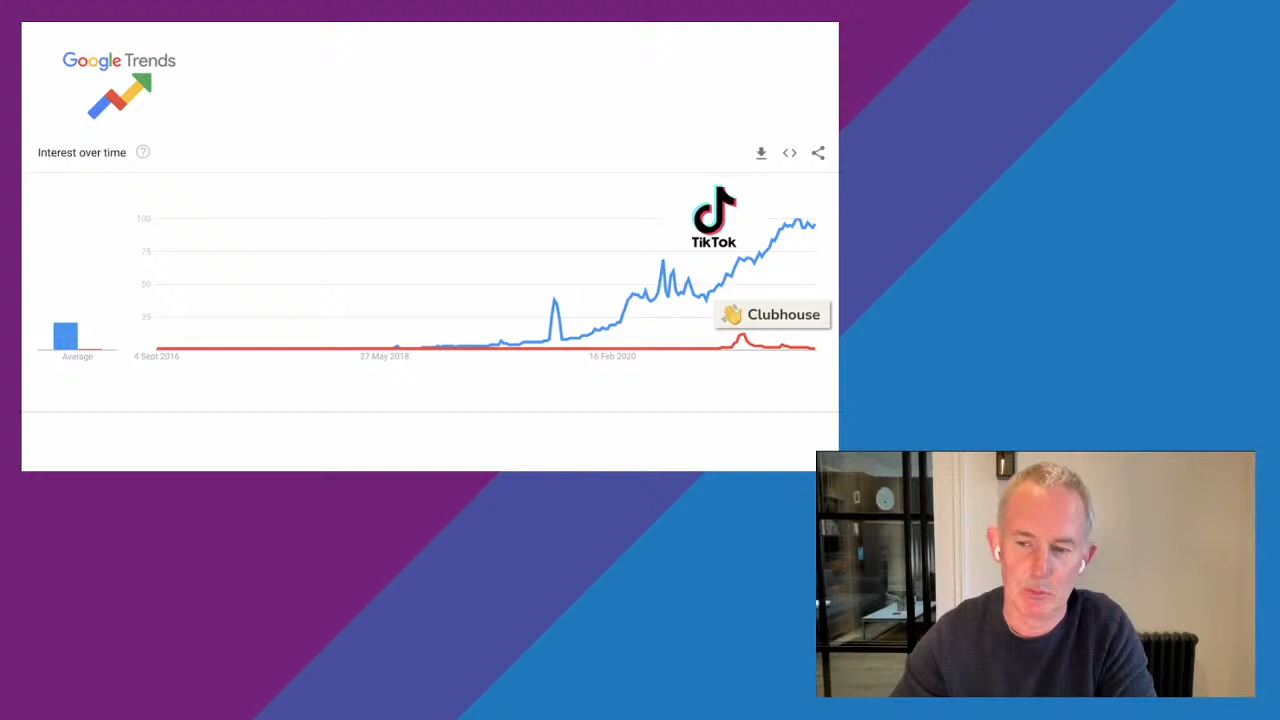 Google Trends
Interest over time
TikTok
100
75
50
25
Clubhouse
Average
4 Sept 2016
27 May 2018
16 Feb 2020